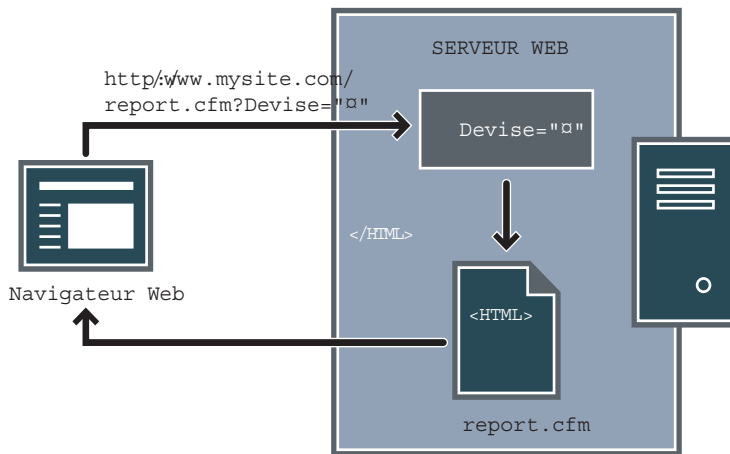 SERVEUR WEB
http://www.mysite.com/
report.cfm?Devise="¤"
Devise="¤"
</HTML>
Navigateur Web
<HTML>
report.cfm